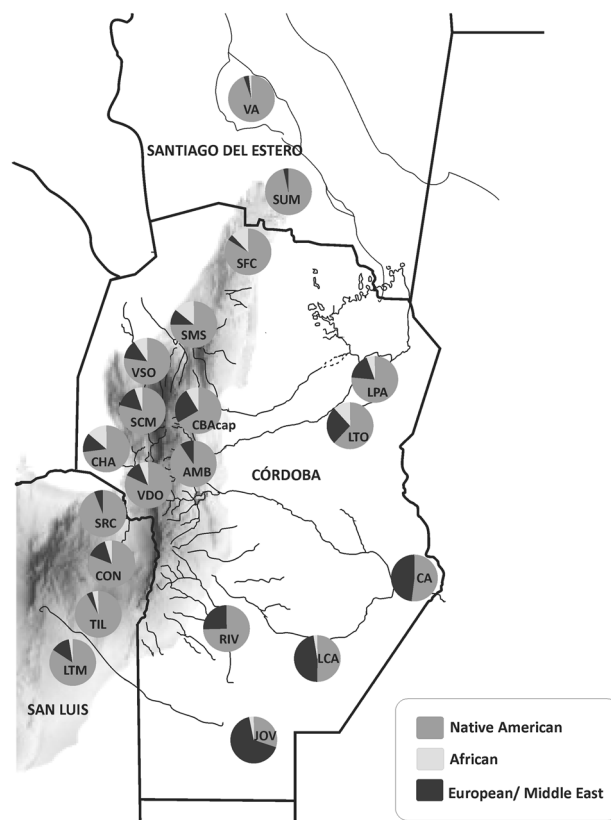 VA
SANTIAGO DEL ESTERO
SUM
SFC
SMS
VSO
LPA
SCM
CBAcap
LTO
CHA
AMB
CÓRDOBA
VDO
SRC
CON
CA
TIL
RIV
LCA
LTM
SAN LUIS
JOV
Native American
African
European/ Middle East